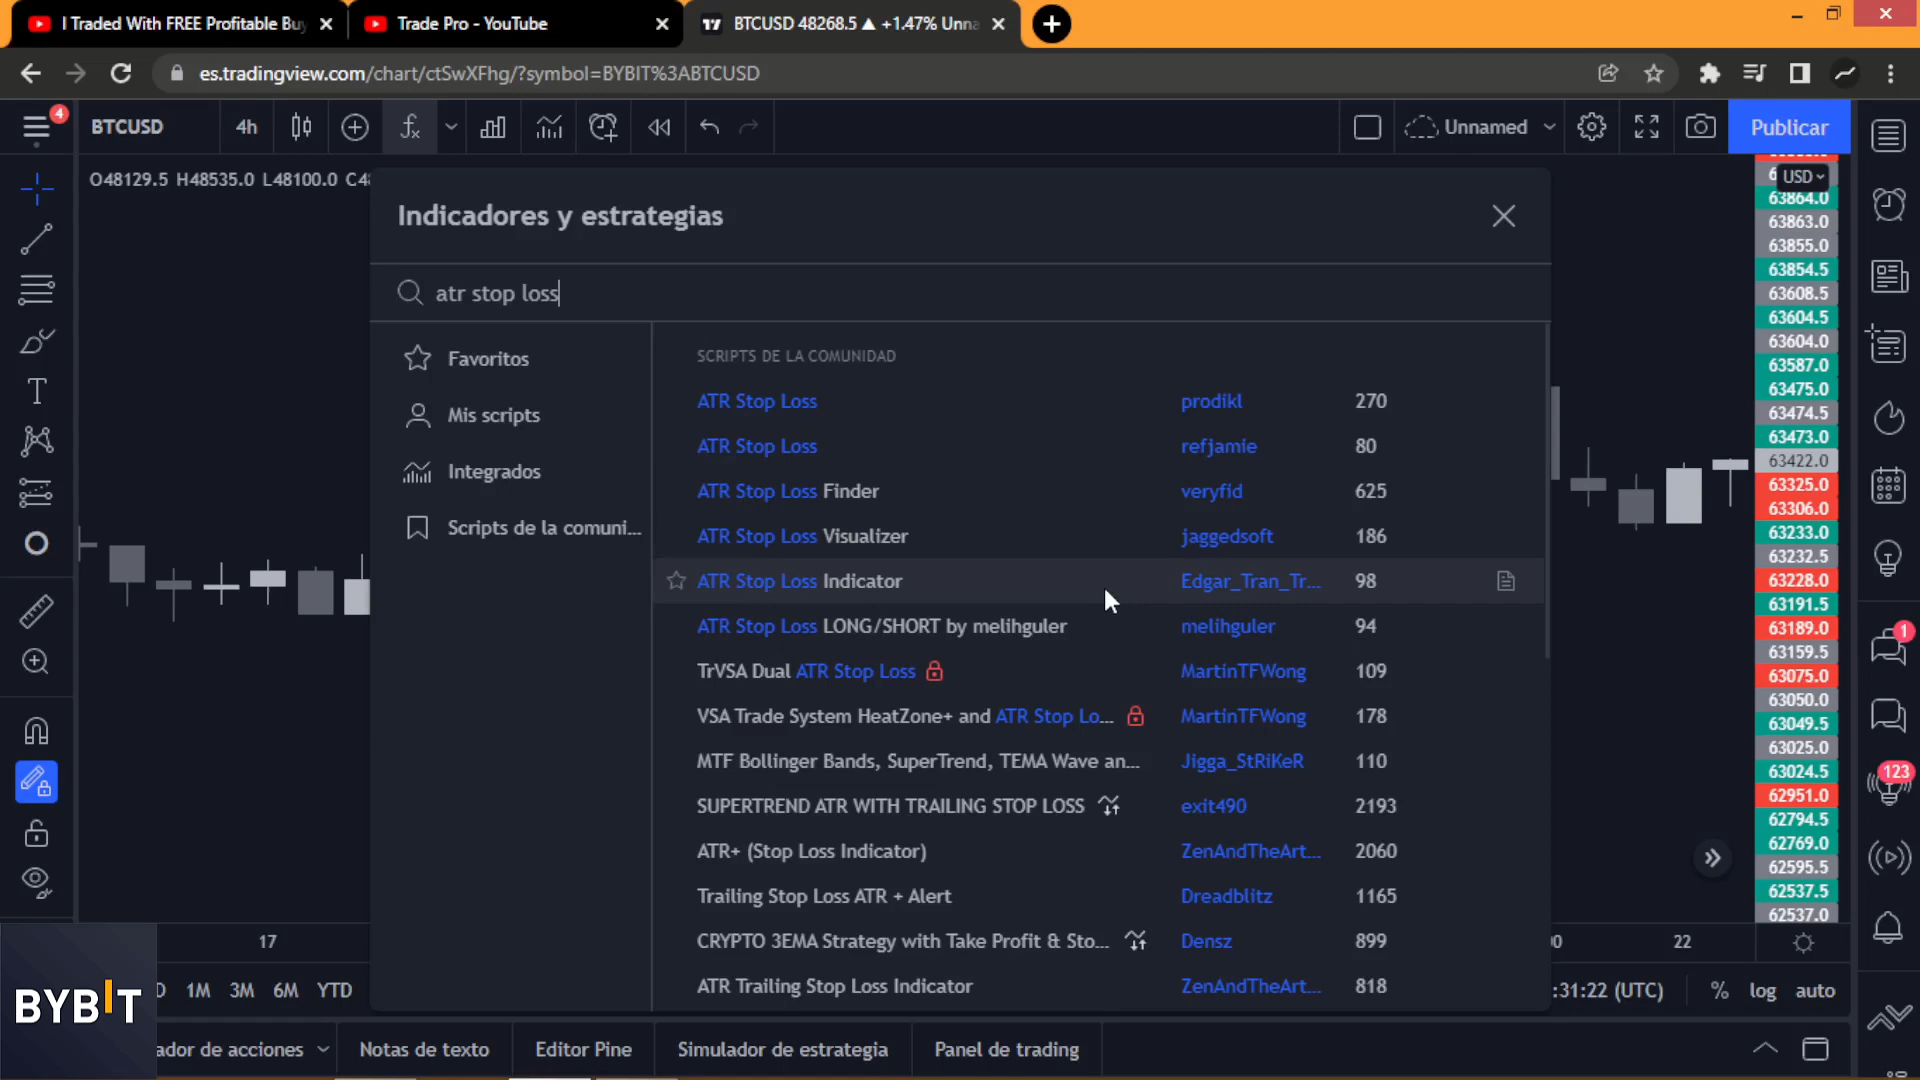 I Traded With FREE Profitable Buy
Trade Pro - YouTube
BTCUSD 48268.5 ▲ +1.47% Unna
es.tradingview.com/chart/ctSwXFhg/?symbol=BYBIT%3ABTCUSD
4
BTCUSD
4h
Unnamed
Publicar
O48129.5 H48535.0 L48100.0 C48
USD
Indicadores y estrategias
atr stop loss
Favoritos
Mis scripts
Integrados
Scripts de la comuni...
SCRIPTS DE LA COMUNIDAD
ATR Stop Loss prodikl 270
ATR Stop Loss refjamie 80
ATR Stop Loss Finder veryfid 625
ATR Stop Loss Visualizer jaggedsoft 186
ATR Stop Loss Indicator Edgar_Tran_Tr... 98
ATR Stop Loss LONG/SHORT by melihguler melihguler 94
TrVSA Dual ATR Stop Loss MartinTFWong 109
VSA Trade System HeatZone+ and ATR Stop Lo... MartinTFWong 178
MTF Bollinger Bands, SuperTrend, TEMA Wave an... Jigga_StRiKeR 110
SUPERTREND ATR WITH TRAILING STOP LOSS exit490 2193
ATR+ (Stop Loss Indicator) ZenAndTheArt... 2060
Trailing Stop Loss ATR + Alert Dreadblitz 1165
CRYPTO 3EMA Strategy with Take Profit & Sto... Densz 899
ATR Trailing Stop Loss Indicator ZenAndTheArt... 818
63864.0
63863.0
63855.0
63854.5
63608.5
63604.5
63604.0
63587.0
63475.0
63474.5
63473.0
63422.0
63325.0
63306.0
63233.0
63232.5
63228.0
63191.5
63189.0
63159.5
63075.0
63050.0
63049.5
63025.0
63024.5
62951.0
62794.5
62769.0
62595.5
62537.5
62537.0
1
123
17
22
1M 3M 6M YTD
:31:22 (UTC)
% log auto
BYBIT
ador de acciones
Notas de texto
Editor Pine
Simulador de estrategia
Panel de trading